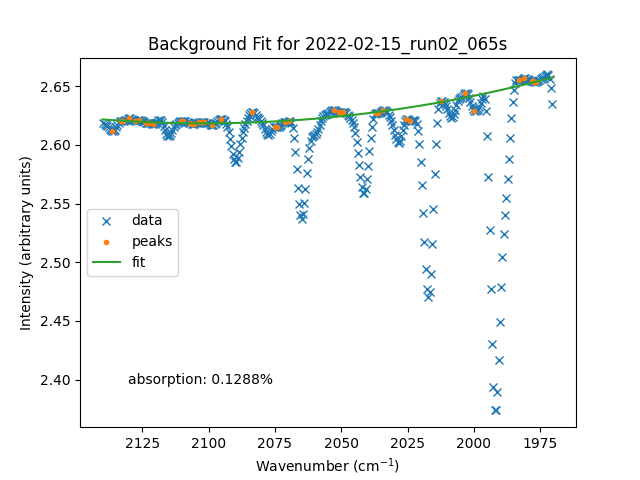 Background Fit for 2022-02-15_run02_065s
Intensity (arbitrary units)
2.65
2.60
2.55
2.50
2.45
2.40
data
peaks
fit
absorption: 0.1288%
2125 2100 2075 2050 2025 2000 1975
Wavenumber (cm⁻¹)